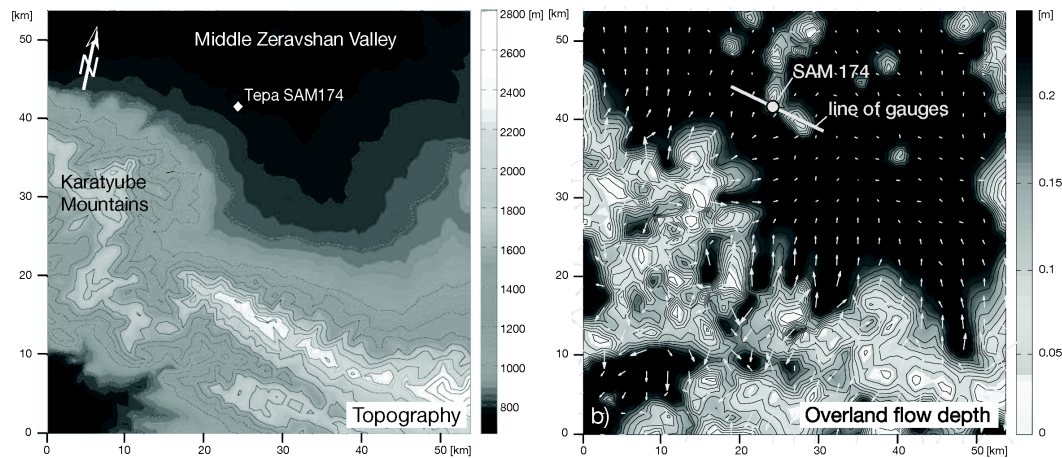 [km]
50
40
30
20
10
0
0
10
20
30
40
50 [km]
N
Middle Zeravshan Valley
Tepa SAM174
Karatyube
Mountains
Topography
2800 [m]
2600
2400
2200
2000
1800
1600
1400
1200
1000
800
[km]
50
40
30
20
10
0
0
10
20
30
40
50 [km]
SAM 174
line of gauges
b)
Overland flow depth
[m]
0.2
0.15
0.1
0.05
0